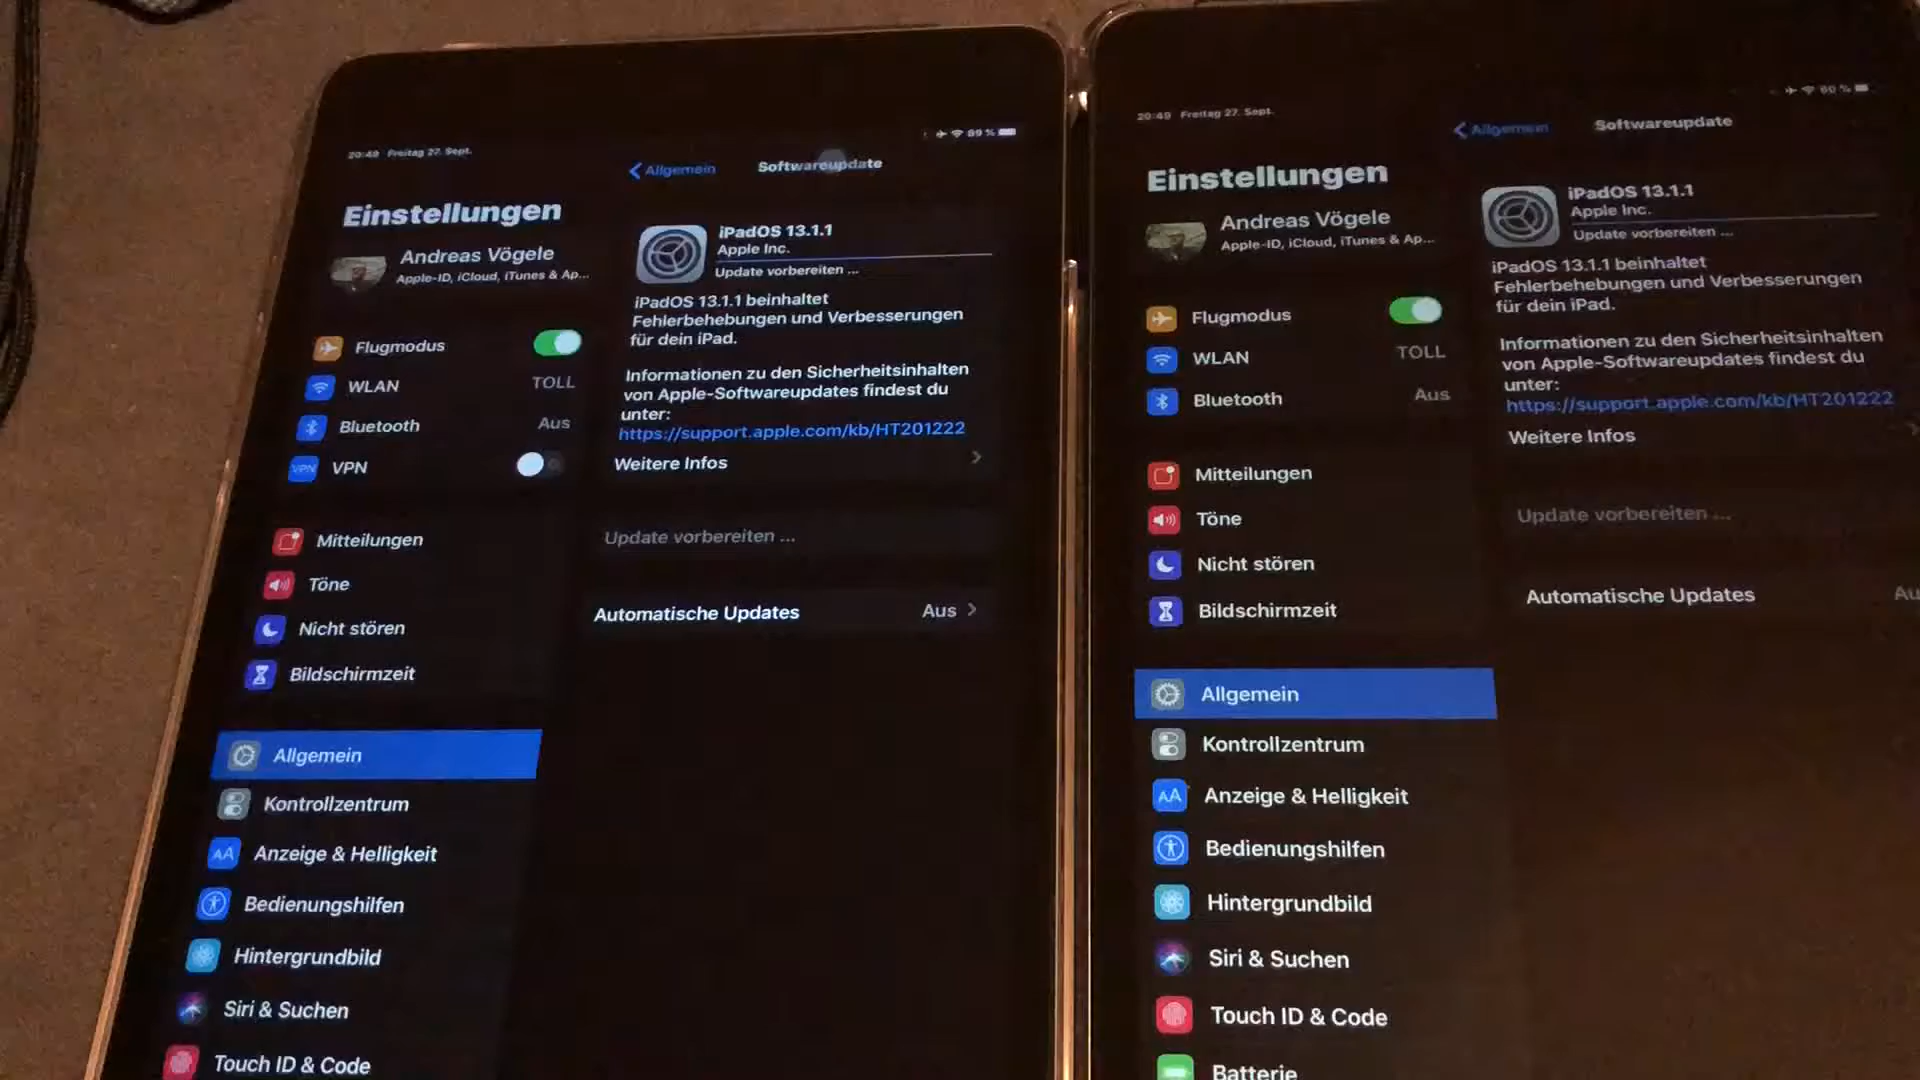 20:49 Freitag 27. Sept.
89 %
Einstellungen
Andreas Vögele
Apple-ID, iCloud, iTunes & Ap...
Flugmodus
WLAN TOLL
Bluetooth Aus
VPN VPN
Mitteilungen
Töne
Nicht stören
Bildschirmzeit
Allgemein
Kontrollzentrum
AA Anzeige & Helligkeit
Bedienungshilfen
Hintergrundbild
Siri & Suchen
Touch ID & Code
Allgemein Softwareupdate
iPadOS 13.1.1
Apple Inc.
Update vorbereiten ...
iPadOS 13.1.1 beinhaltet
Fehlerbehebungen und Verbesserungen
für dein iPad.
Informationen zu den Sicherheitsinhalten
von Apple-Softwareupdates findest du
unter:
https://support.apple.com/kb/HT201222
Weitere Infos
Update vorbereiten ...
Automatische Updates Aus
20:49 Freitag 27. Sept.
60 %
Einstellungen
Andreas Vögele
Apple-ID, iCloud, iTunes & Ap...
Flugmodus
WLAN TOLL
Bluetooth Aus
Mitteilungen
Töne
Nicht stören
Bildschirmzeit
Allgemein
Kontrollzentrum
AA Anzeige & Helligkeit
Bedienungshilfen
Hintergrundbild
Siri & Suchen
Touch ID & Code
Batterie
Allgemein Softwareupdate
iPadOS 13.1.1
Apple Inc.
Update vorbereiten ...
iPadOS 13.1.1 beinhaltet
Fehlerbehebungen und Verbesserungen
für dein iPad.
Informationen zu den Sicherheitsinhalten
von Apple-Softwareupdates findest du
unter:
https://support.apple.com/kb/HT201222
Weitere Infos
Update vorbereiten ...
Automatische Updates Au